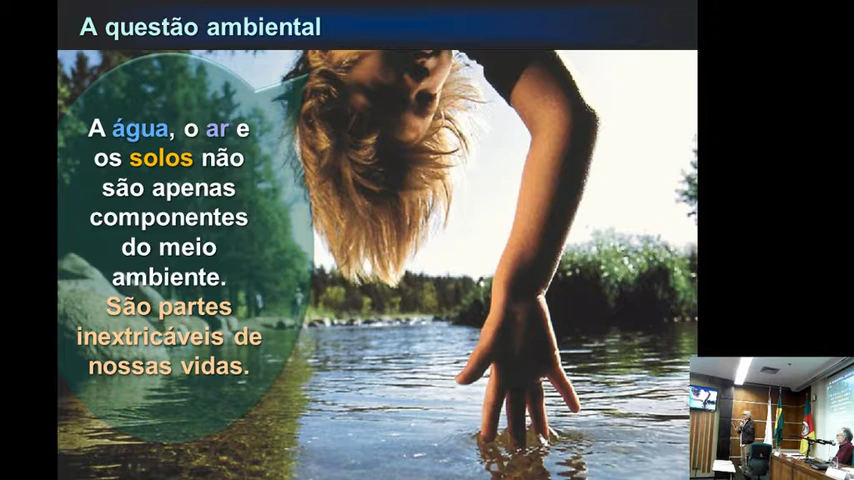 A questão ambiental
A água, o ar e
os solos não
são apenas
componentes
do meio
ambiente.
São partes
inextricáveis de
nossas vidas.